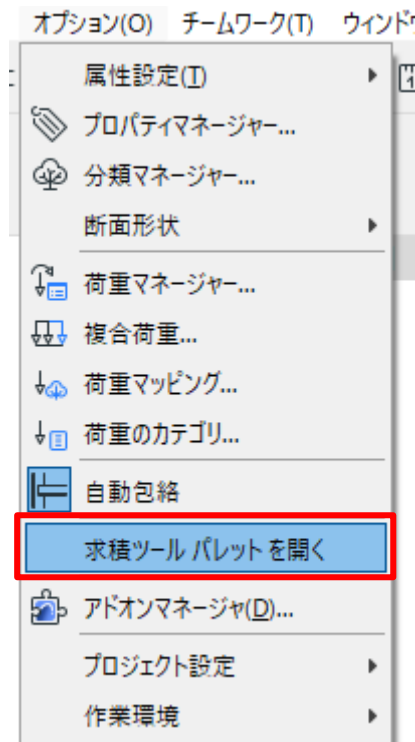 オプション(O) チームワーク(T) ウィンドウ
属性設定(T)
プロパティマネージャー...
分類マネージャー...
断面形状
荷重マネージャー...
複合荷重...
荷重マッピング...
荷重のカテゴリ...
自動包絡
求積ツール パレット を開く
アドオンマネージャ(D)...
プロジェクト設定
作業環境